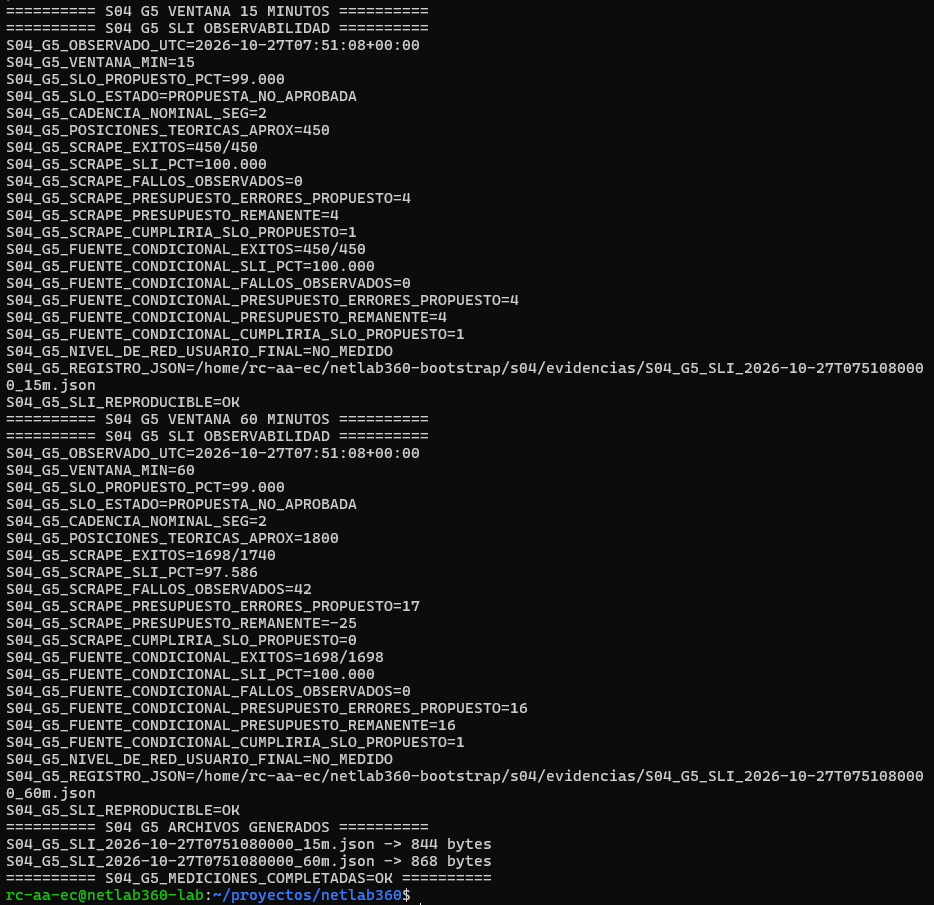 ========== S04 G5 VENTANA 15 MINUTOS ==========
========== S04 G5 SLI OBSERVABILIDAD ==========
S04_G5_OBSERVADO_UTC=2026-10-27T07:51:08+00:00
S04_G5_VENTANA_MIN=15
S04_G5_SLO_PROPUESTO_PCT=99.000
S04_G5_SLO_ESTADO=PROPUESTA_NO_APROBADA
S04_G5_CADENCIA_NOMINAL_SEG=2
S04_G5_POSICIONES_TEORICAS_APROX=450
S04_G5_SCRAPE_EXITOS=450/450
S04_G5_SCRAPE_SLI_PCT=100.000
S04_G5_SCRAPE_FALLOS_OBSERVADOS=0
S04_G5_SCRAPE_PRESUPUESTO_ERRORES_PROPUESTO=4
S04_G5_SCRAPE_PRESUPUESTO_REMANENTE=4
S04_G5_SCRAPE_CUMPLIRIA_SLO_PROPUESTO=1
S04_G5_FUENTE_CONDICIONAL_EXITOS=450/450
S04_G5_FUENTE_CONDICIONAL_SLI_PCT=100.000
S04_G5_FUENTE_CONDICIONAL_FALLOS_OBSERVADOS=0
S04_G5_FUENTE_CONDICIONAL_PRESUPUESTO_ERRORES_PROPUESTO=4
S04_G5_FUENTE_CONDICIONAL_PRESUPUESTO_REMANENTE=4
S04_G5_FUENTE_CONDICIONAL_CUMPLIRIA_SLO_PROPUESTO=1
S04_G5_NIVEL_DE_RED_USUARIO_FINAL=NO_MEDIDO
S04_G5_REGISTRO_JSON=/home/rc-aa-ec/netlab360-bootstrap/s04/evidencias/S04_G5_SLI_2026-10-27T075108000
0_15m.json
S04_G5_SLI_REPRODUCIBLE=OK
========== S04 G5 VENTANA 60 MINUTOS ==========
========== S04 G5 SLI OBSERVABILIDAD ==========
S04_G5_OBSERVADO_UTC=2026-10-27T07:51:08+00:00
S04_G5_VENTANA_MIN=60
S04_G5_SLO_PROPUESTO_PCT=99.000
S04_G5_SLO_ESTADO=PROPUESTA_NO_APROBADA
S04_G5_CADENCIA_NOMINAL_SEG=2
S04_G5_POSICIONES_TEORICAS_APROX=1800
S04_G5_SCRAPE_EXITOS=1698/1740
S04_G5_SCRAPE_SLI_PCT=97.586
S04_G5_SCRAPE_FALLOS_OBSERVADOS=42
S04_G5_SCRAPE_PRESUPUESTO_ERRORES_PROPUESTO=17
S04_G5_SCRAPE_PRESUPUESTO_REMANENTE=-25
S04_G5_SCRAPE_CUMPLIRIA_SLO_PROPUESTO=0
S04_G5_FUENTE_CONDICIONAL_EXITOS=1698/1698
S04_G5_FUENTE_CONDICIONAL_SLI_PCT=100.000
S04_G5_FUENTE_CONDICIONAL_FALLOS_OBSERVADOS=0
S04_G5_FUENTE_CONDICIONAL_PRESUPUESTO_ERRORES_PROPUESTO=16
S04_G5_FUENTE_CONDICIONAL_PRESUPUESTO_REMANENTE=16
S04_G5_FUENTE_CONDICIONAL_CUMPLIRIA_SLO_PROPUESTO=1
S04_G5_NIVEL_DE_RED_USUARIO_FINAL=NO_MEDIDO
S04_G5_REGISTRO_JSON=/home/rc-aa-ec/netlab360-bootstrap/s04/evidencias/S04_G5_SLI_2026-10-27T075108000
0_60m.json
S04_G5_SLI_REPRODUCIBLE=OK
========== S04 G5 ARCHIVOS GENERADOS ==========
S04_G5_SLI_2026-10-27T0751080000_15m.json -> 844 bytes
S04_G5_SLI_2026-10-27T0751080000_60m.json -> 868 bytes
========== S04_G5_MEDICIONES_COMPLETADAS=OK ==========
rc-aa-ec@netlab360-lab:~/proyectos/netlab360$